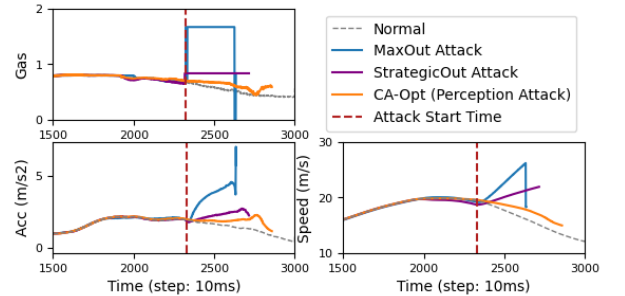 2
1
0
Gas
1500
2000
2500
3000
Normal
MaxOut Attack
StrategicOut Attack
CA-Opt (Perception Attack)
Attack Start Time
5
0
Acc (m/s2)
1500
2000
2500
3000
Time (step: 10ms)
30
20
10
Speed (m/s)
1500
2000
2500
3000
Time (step: 10ms)